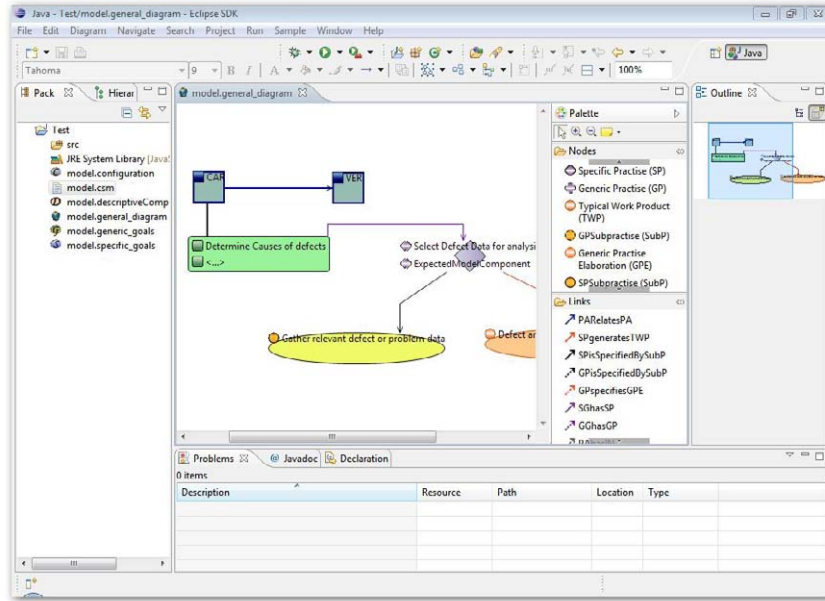 Java - Test/model.general_diagram - Eclipse SDK
File Edit Diagram Navigate Search Project Run Sample Window Help
Java
Tahoma 9 B I A 100%
Pack Hierar
Test
src
JRE System Library [Java
model.configuration
model.csm
model.descriptiveComp
model.general_diagram
model.generic_goals
model.specific_goals
model.general_diagram
CAR
VER
Determine Causes of defects
<...>
Select Defect Data for analysi
ExpectedModelComponent
Gather relevant defect or problem data
Defect an
Palette
Nodes
Specific Practise (SP)
Generic Practise (GP)
Typical Work Product
(TWP)
GPSubpractise (SubP)
Generic Practise
Elaboration (GPE)
SPSubpractise (SubP)
Links
PARelatesPA
SPgeneratesTWP
SPisSpecifiedBySubP
GPisSpecifiedBySubP
GPspecifiesGPE
SGhasSP
GGhasGP
Outline
Problems Javadoc Declaration
0 items
Description Resource Path Location Type